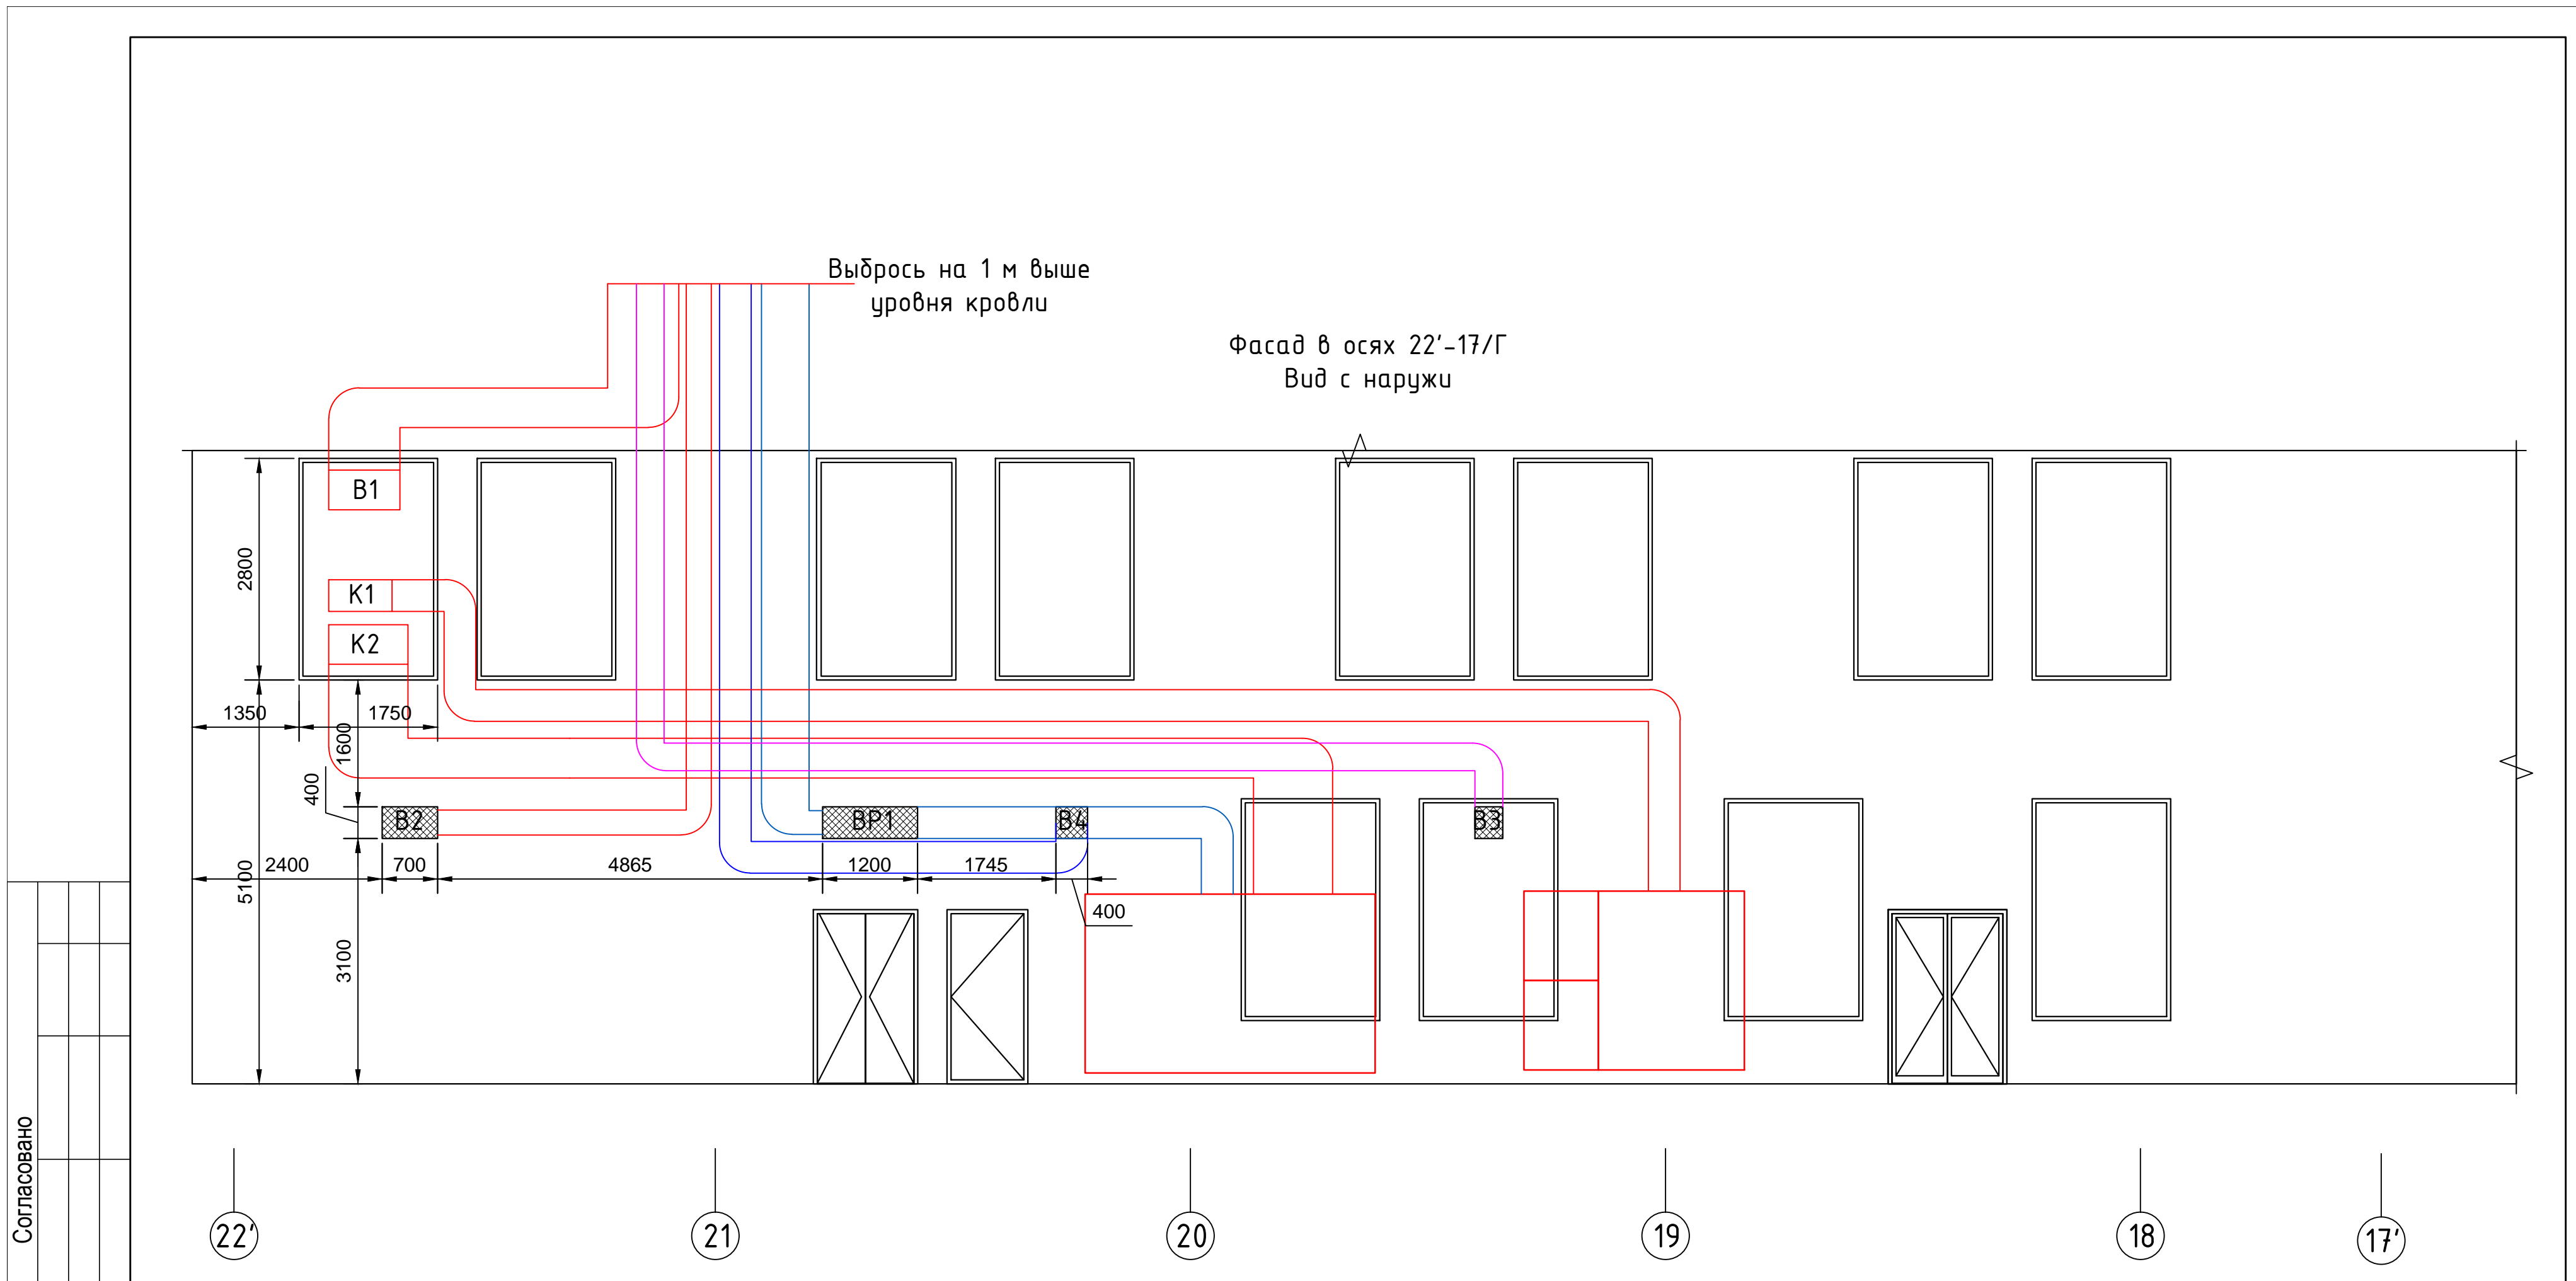 Выбрось на 1 м выше
уровня кровли
Фасад в осях 22'-17/Г
Вид с наружи
В1
К1
К2
2800
1350
1750
1600
400
В2
ВР1
В4
В3
2400
700
4865
1200
1745
400
5100
3100
Согласовано
22'
21
20
19
18
17'